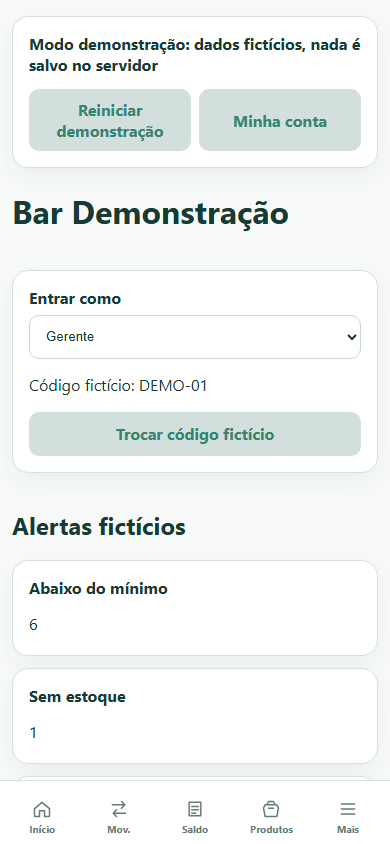 Modo demonstração: dados fictícios, nada é
salvo no servidor
Reiniciar
demonstração
Minha conta
Bar Demonstração
Entrar como
Gerente
Código fictício: DEMO-01
Trocar código fictício
Alertas fictícios
Abaixo do mínimo
6
Sem estoque
1
Início
Mov.
Saldo
Produtos
Mais